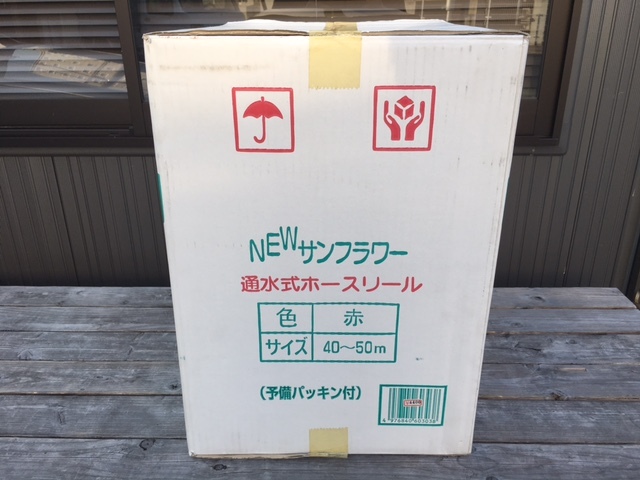 NEWサンフラワー
通水式ホースリール
色 赤
サイズ 40～50m
(予備パッキン付)
4976840603038